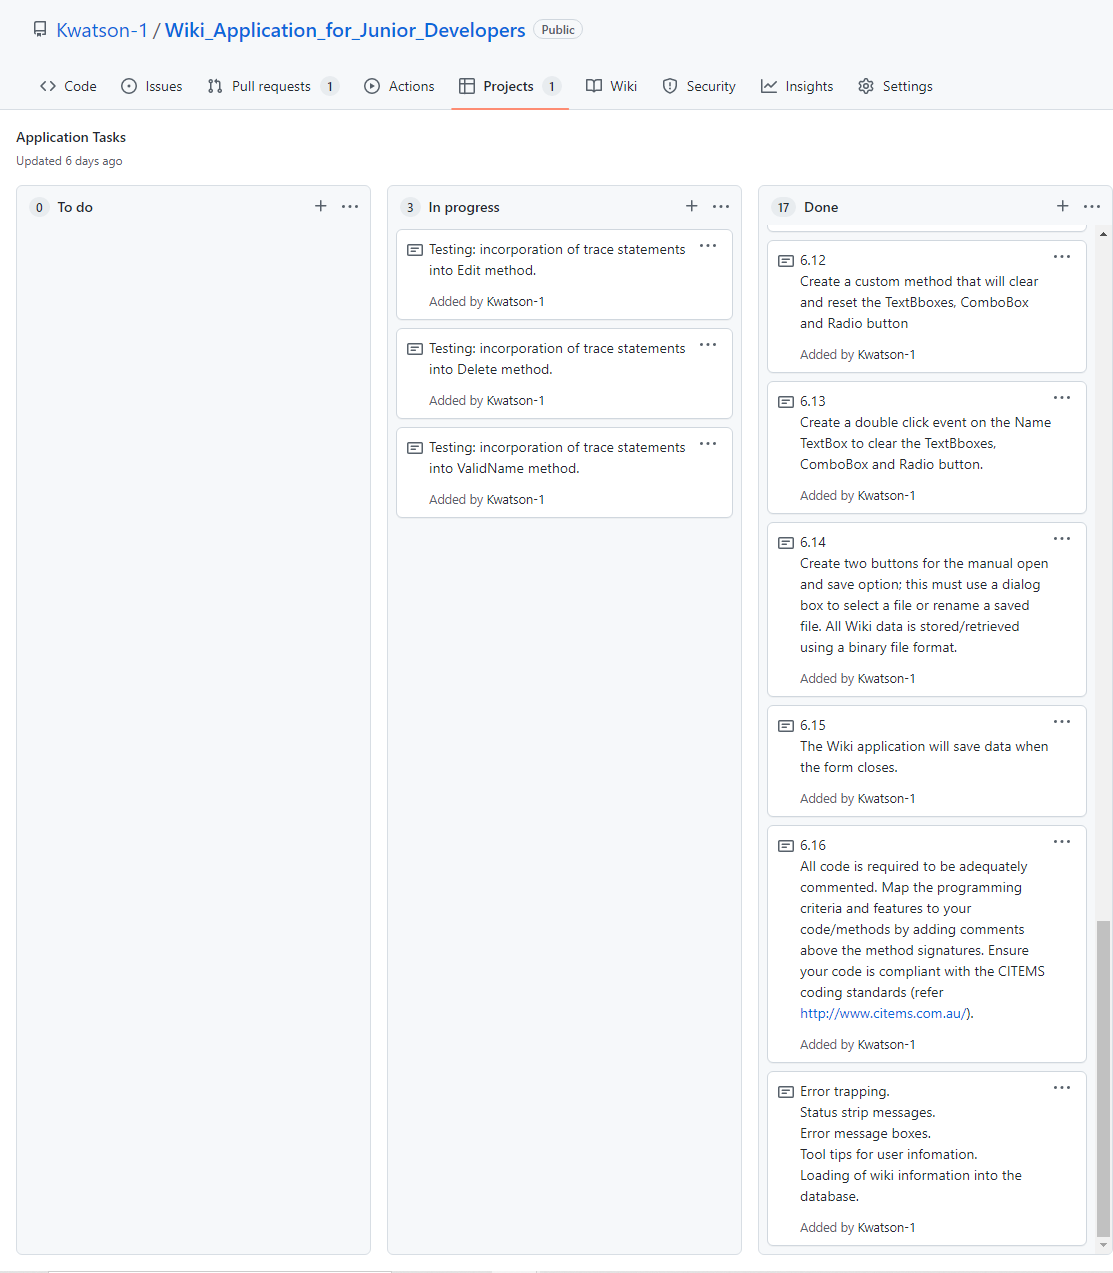 Kwatson-1 / Wiki_Application_for_Junior_Developers Public
Code Issues Pull requests 1 Actions Projects 1 Wiki Security Insights Settings
Application Tasks
Updated 6 days ago
0 To do
3 In progress
Testing: incorporation of trace statements
into Edit method.
Added by Kwatson-1
Testing: incorporation of trace statements
into Delete method.
Added by Kwatson-1
Testing: incorporation of trace statements
into ValidName method.
Added by Kwatson-1
17 Done
6.12
Create a custom method that will clear
and reset the TextBboxes, ComboBox
and Radio button
Added by Kwatson-1
6.13
Create a double click event on the Name
TextBox to clear the TextBboxes,
ComboBox and Radio button.
Added by Kwatson-1
6.14
Create two buttons for the manual open
and save option; this must use a dialog
box to select a file or rename a saved
file. All Wiki data is stored/retrieved
using a binary file format.
Added by Kwatson-1
6.15
The Wiki application will save data when
the form closes.
Added by Kwatson-1
6.16
All code is required to be adequately
commented. Map the programming
criteria and features to your
code/methods by adding comments
above the method signatures. Ensure
your code is compliant with the CITEMS
coding standards (refer
http://www.citems.com.au/).
Added by Kwatson-1
Error trapping.
Status strip messages.
Error message boxes.
Tool tips for user infomation.
Loading of wiki information into the
database.
Added by Kwatson-1